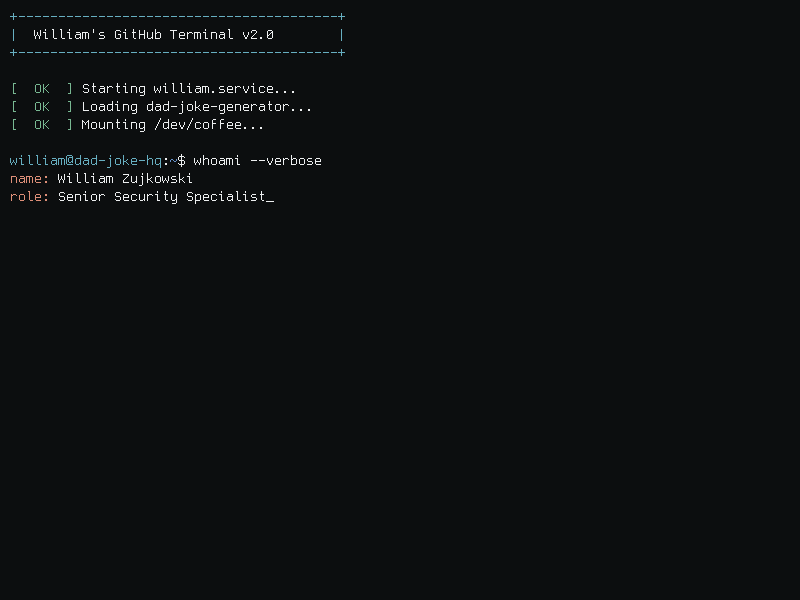 +----------------------------------------+
|  William's GitHub Terminal v2.0        |
+----------------------------------------+
[  OK  ] Starting william.service...
[  OK  ] Loading dad-joke-generator...
[  OK  ] Mounting /dev/coffee...
william@dad-joke-hq:~$ whoami --verbose
name: William Zujkowski
role: Senior Security Specialist_